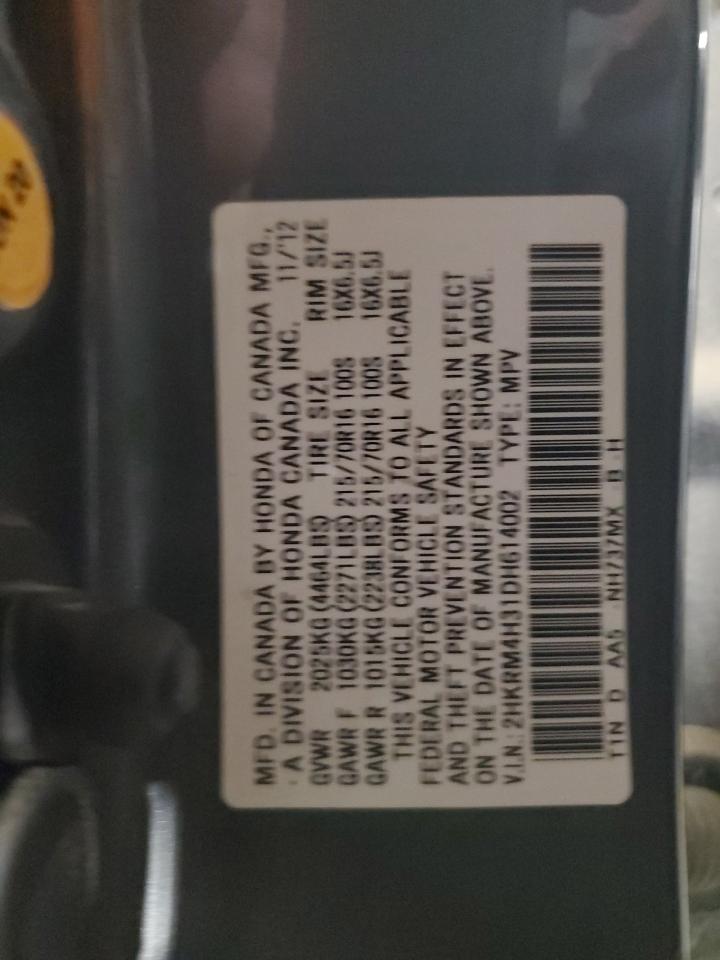 MFD. IN CANADA BY HONDA OF CANADA MFG.,
A DIVISION OF HONDA CANADA INC. 11/'12
GVWR 2025KG(4464LBS) TIRE SIZE RIM SIZE
GAWR F 1030KG(2271LBS) 215/70R16 100S 16X6.5J
GAWR R 1015KG(2238LBS) 215/70R16 100S 16X6.5J
THIS VEHICLE CONFORMS TO ALL APPLICABLE
FEDERAL MOTOR VEHICLE SAFETY
AND THEFT PREVENTION STANDARDS IN EFFECT
ON THE DATE OF MANUFACTURE SHOWN ABOVE.
V.I.N.: 2HKRM4H31DH614002 TYPE: MPV
T1N D AA5 NH737MX B H